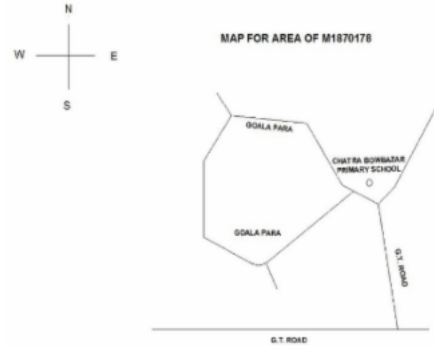 N
MAP FOR AREA OF M1870178
W
E
S
GOALA PARA
CHATRA BOWBAZAR
PRIMARY SCHOOL
GOALA PARA
G.T. ROAD
G.T. ROAD